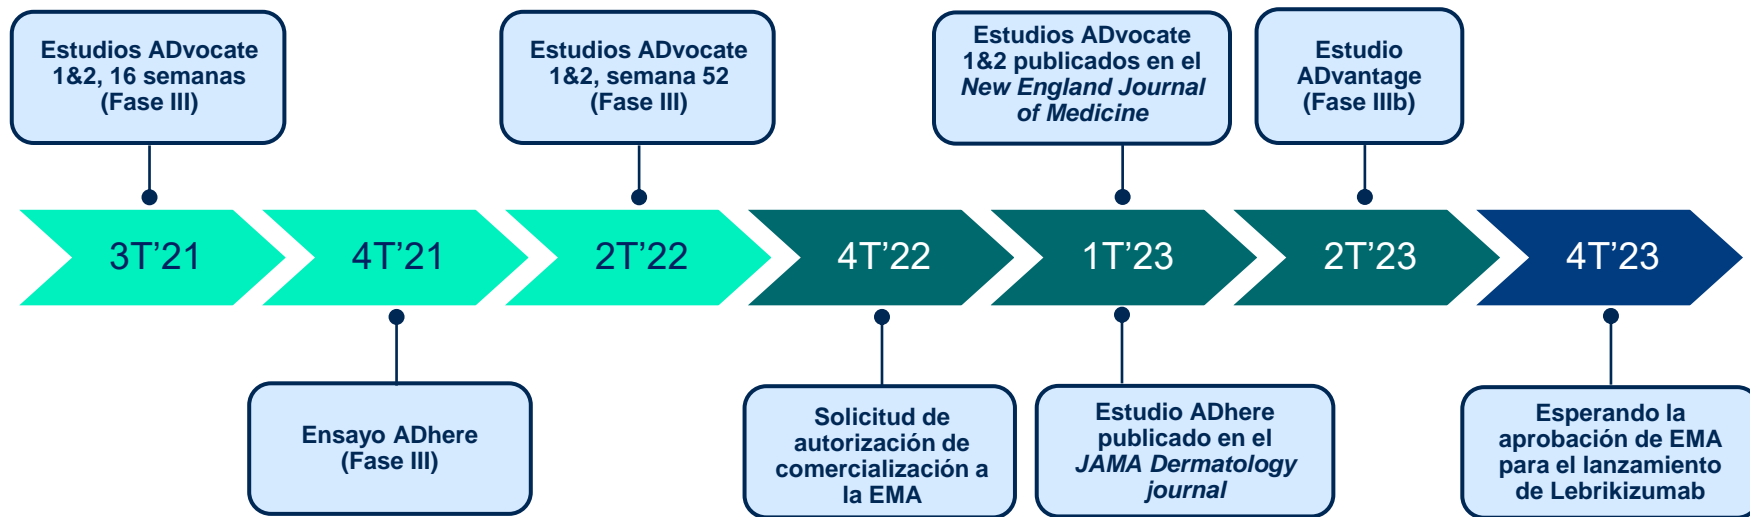 Estudios ADvocate
1&2, 16 semanas
(Fase III)
Estudios ADvocate
1&2, semana 52
(Fase III)
Estudios ADvocate
1&2 publicados en el
New England Journal
of Medicine
Estudio
ADvantage
(Fase IIIb)
3T’21
4T’21
2T’22
4T’22
1T’23
2T’23
4T’23
Ensayo ADhere
(Fase III)
Solicitud de
autorización de
comercialización a
la EMA
Estudio ADhere
publicado en el
JAMA Dermatology
journal
Esperando la
aprobación de EMA
para el lanzamiento
de Lebrikizumab